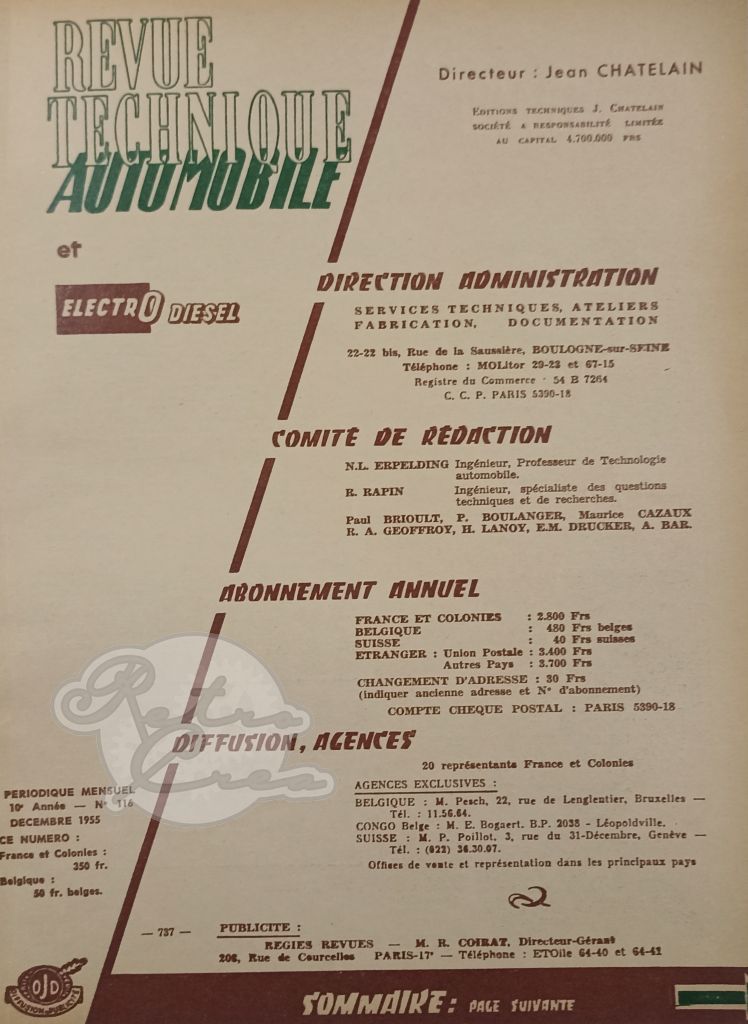 REVUE
TECHNIQUE
AUTOMOBILE
et
ELECTRO DIESEL
Directeur : Jean CHATELAIN
EDITIONS TECHNIQUES J. CHATELAIN
SOCIÉTÉ A RESPONSABILITÉ LIMITÉE
AU CAPITAL 4.700.000 FRS
DIRECTION ADMINISTRATION
SERVICES TECHNIQUES, ATELIERS
FABRICATION, DOCUMENTATION
22-22 bis, Rue de la Saussière, BOULOGNE-sur-SEINE
Téléphone : MOLitor 29-23 et 67-15
Registre du Commerce · 54 B 7264
C. C. P. PARIS 5390-18
COMITÉ DE RÉDACTION
N.L. ERPELDING Ingénieur, Professeur de Technologie
automobile.
R. RAPIN Ingénieur, spécialiste des questions
techniques et de recherches.
Paul BRIOULT, P. BOULANGER, Maurice CAZAUX
R. A. GEOFFROY, H. LANOY, E.M. DRUCKER, A. BAR.
ABONNEMENT ANNUEL
FRANCE ET COLONIES : 2.800 Frs
BELGIQUE : 480 Frs belges
SUISSE : 40 Frs suisses
ETRANGER : Union Postale : 3.400 Frs
Autres Pays : 3.700 Frs
CHANGEMENT D'ADRESSE : 30 Frs
(indiquer ancienne adresse et N° d'abonnement)
COMPTE CHEQUE POSTAL : PARIS 5390-18
Retro
Crea
DIFFUSION, AGENCES
20 représentants France et Colonies
AGENCES EXCLUSIVES :
BELGIQUE : M. Pesch, 22, rue de Lenglentier, Bruxelles —
Tél. : 11.56.64.
CONGO Belge : M. E. Bogaert. B.P. 2038 - Léopoldville.
SUISSE : M. P. Poillot, 3, rue du 31-Décembre, Genève —
Tél. : (022) 36.30.07.
Offices de vente et représentation dans les principaux pays
PERIODIQUE MENSUEL
10e Année — N° 116
DECEMBRE 1955
CE NUMERO :
France et Colonies :
350 fr.
Belgique :
50 fr. belges.
— 737 —
PUBLICITE :
REGIES REVUES — M. R. COIRAT, Directeur-Gérant
208, Rue de Courcelles PARIS-17e — Téléphone : ETOile 64-40 et 64-41
OJD
DIFFUSION PUBLICITÉ
SOMMAIRE : PAGE SUIVANTE